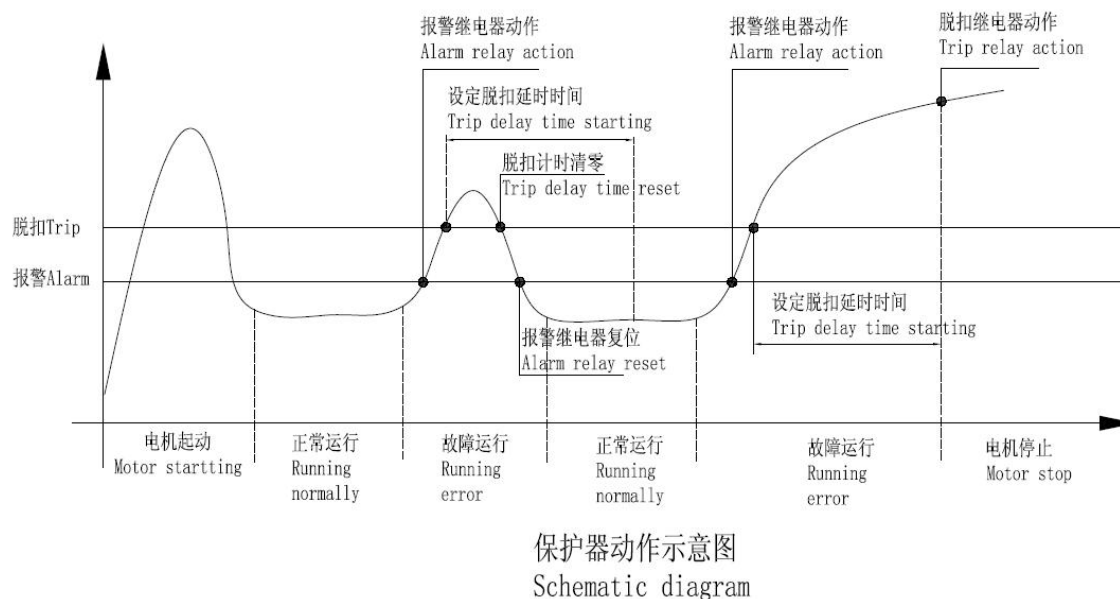 报警继电器动作
Alarm relay action
报警继电器动作
Alarm relay action
脱扣继电器动作
Trip relay action
设定脱扣延时时间
Trip delay time starting
脱扣计时清零
Trip delay time reset
脱扣Trip
报警Alarm
设定脱扣延时时间
Trip delay time starting
报警继电器复位
Alarm relay reset
电机起动
Motor startting
正常运行
Running
normally
故障运行
Running
error
正常运行
Running
normally
故障运行
Running
error
电机停止
Motor stop
保护器动作示意图
Schematic diagram